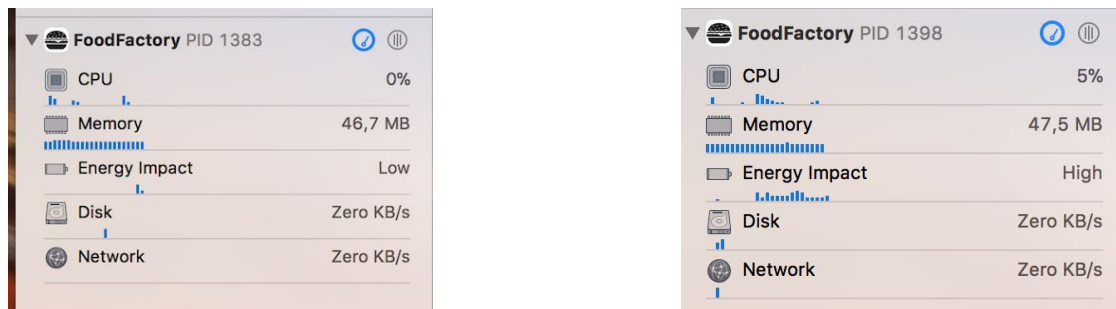 FoodFactory PID 1383
CPU 0%
Memory 46,7 MB
Energy Impact Low
Disk Zero KB/s
Network Zero KB/s
FoodFactory PID 1398
CPU 5%
Memory 47,5 MB
Energy Impact High
Disk Zero KB/s
Network Zero KB/s